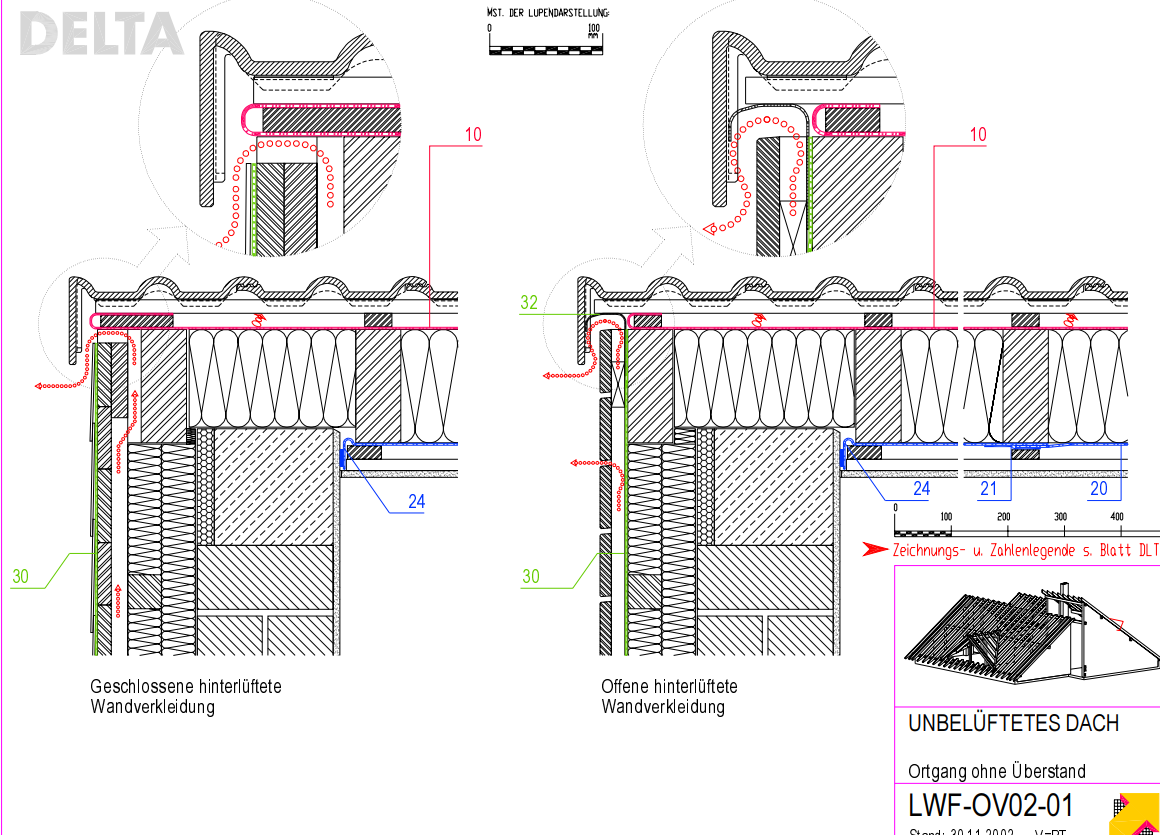 DELTA
MST. DER LUPENDARSTELLUNG:
0 100
MM
10
10
32
24
24
21
20
0 100 200 300 400
Zeichnungs- u. Zahlenlegende s. Blatt DLT
30
30
Geschlossene hinterlüftete
Wandverkleidung
Offene hinterlüftete
Wandverkleidung
UNBELÜFTETES DACH
Ortgang ohne Überstand
LWF-OV02-01